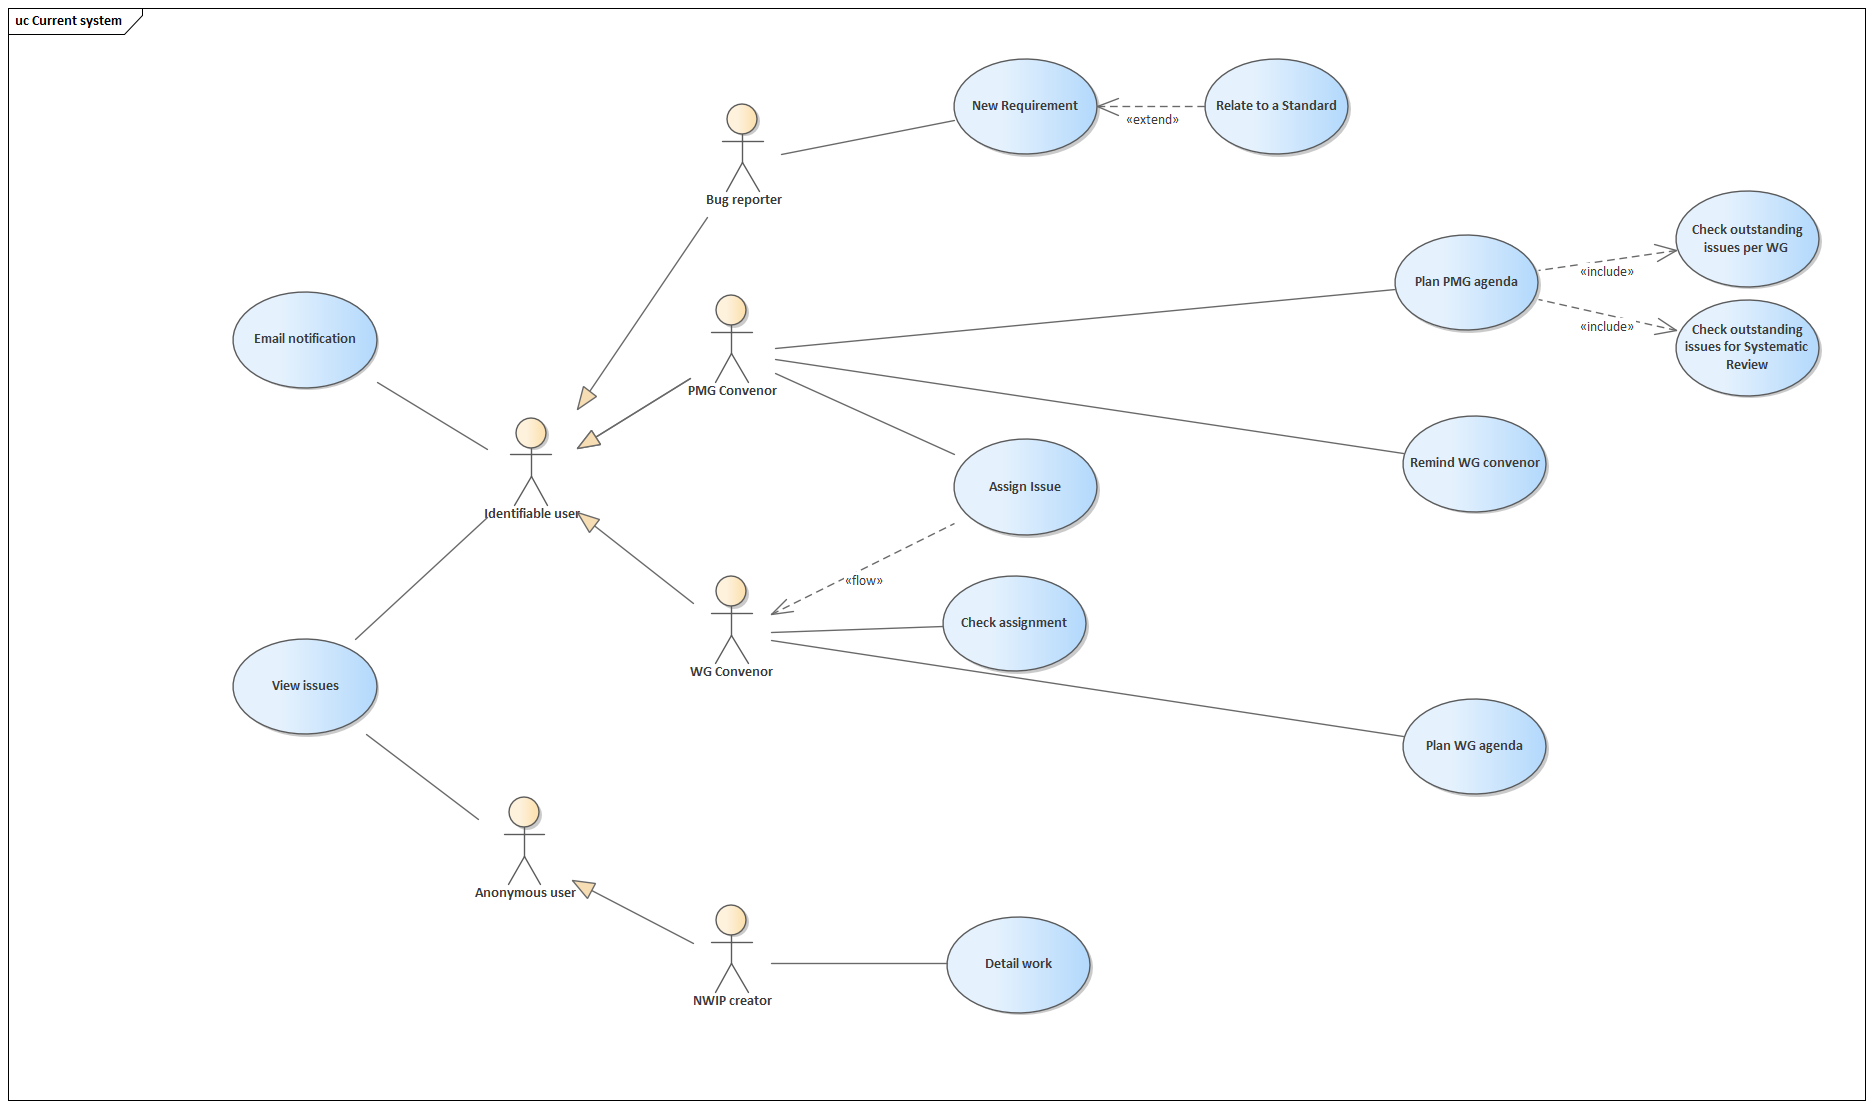 uc Current system
New Requirement
Relate to a Standard
«extend»
Bug reporter
Check outstanding
issues per WG
Plan PMG agenda
«include»
«include»
Check outstanding
issues for Systematic
Review
Email notification
PMG Convenor
Remind WG convenor
Assign Issue
Identifiable user
«flow»
Check assignment
WG Convenor
View issues
Plan WG agenda
Anonymous user
Detail work
NWIP creator